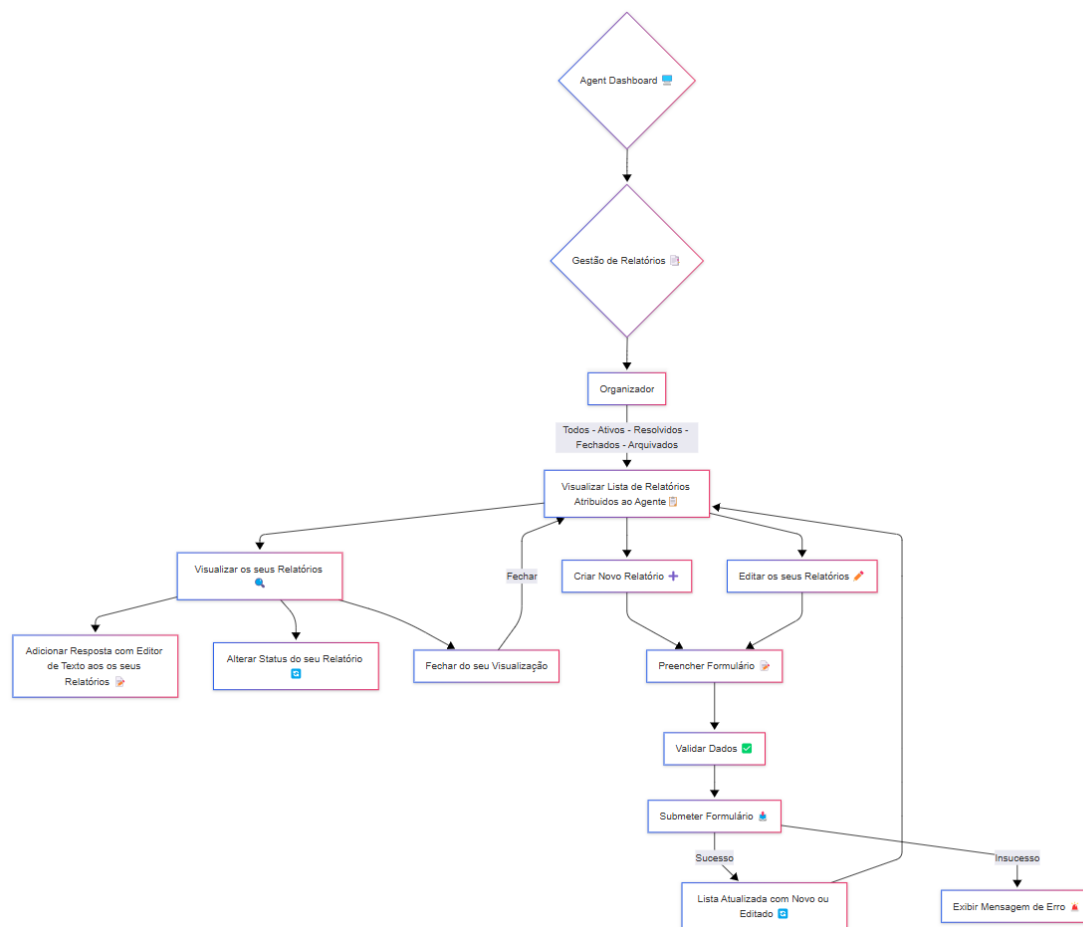 Agent Dashboard 🖥️
Gestão de Relatórios 📑
Organizador
Todos - Ativos - Resolvidos -
Fechados - Arquivados
Visualizar Lista de Relatórios
Atribuidos ao Agente 📋
Visualizar os seus Relatórios
🔍
Fechar
Criar Novo Relatório ➕
Editar os seus Relatórios ✏️
Adicionar Resposta com Editor
de Texto aos os seus
Relatórios 📝
Alterar Status do seu Relatório
🔄
Fechar do seu Visualização
Preencher Formulário 📝
Validar Dados ✅
Submeter Formulário 📤
Sucesso
Insucesso
Lista Atualizada com Novo ou
Editado 🔄
Exibir Mensagem de Erro 🚨